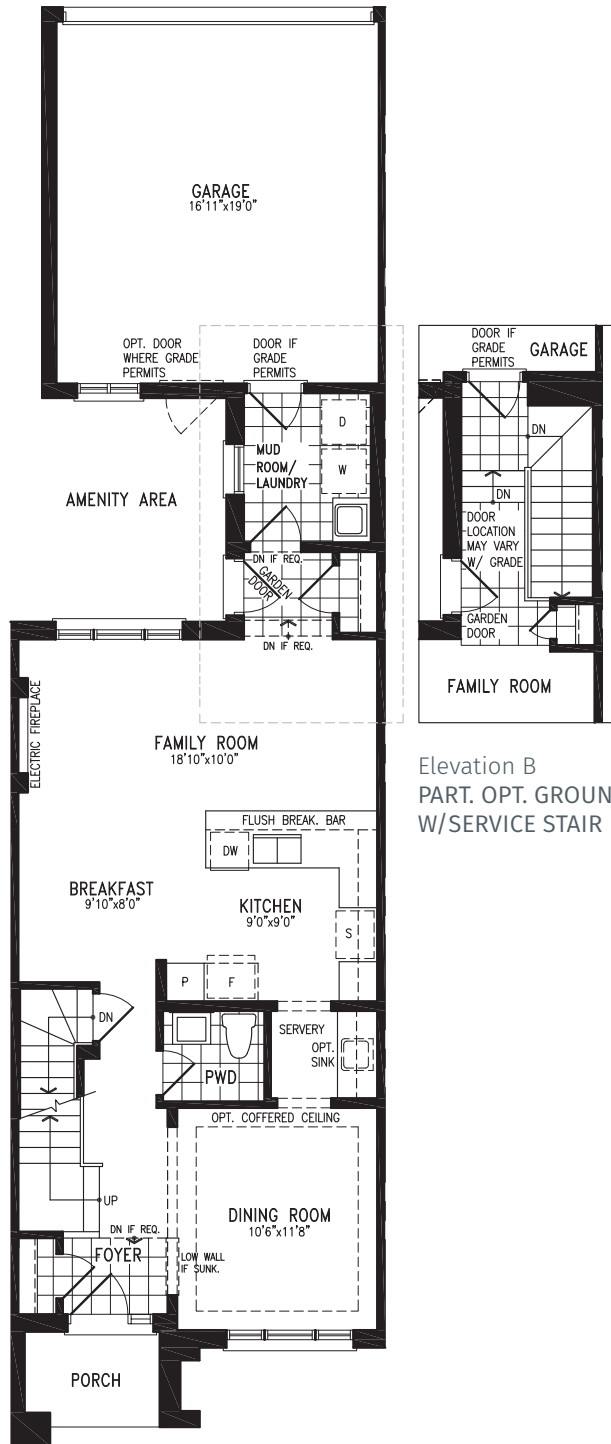 GARAGE
16'11"x19'0"
OPT. DOOR
WHERE GRADE
PERMITS
DOOR IF
GRADE
PERMITS
D
MUD
ROOM/
LAUNDRY
W
AMENITY AREA
DN IF REQ.
GARDEN
DOOR
DN IF REQ.
ELECTRIC FIREPLACE
FAMILY ROOM
18'10"x10'0"
FLUSH BREAK. BAR
DW
BREAKFAST
9'10"x8'0"
KITCHEN
9'0"x9'0"
S
P
F
DN
SERVERY
OPT.
SINK
PWD
OPT. COFFERED CEILING
DINING ROOM
10'6"x11'8"
UP
DN IF REQ.
FOYER
LOW WALL
IF SUNK.
PORCH
DOOR IF
GRADE
PERMITS
GARAGE
DN
DN
DOOR
LOCATION
MAY VARY
W/ GRADE
GARDEN
DOOR
FAMILY ROOM
Elevation B
PART. OPT. GROUN
W/SERVICE STAIR